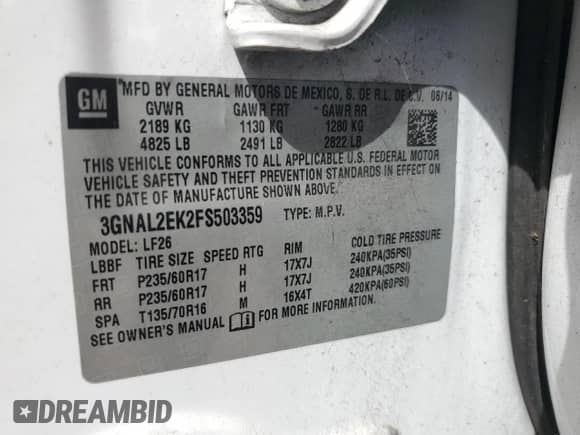 GM
MFD BY GENERAL MOTORS DE MEXICO, S. DE R.L. DE C.V. 06/14
GVWR GAWR FRT GAWR RR
2189 KG 1130 KG 1280 KG
4825 LB 2491 LB 2822 LB
THIS VEHICLE CONFORMS TO ALL APPLICABLE U.S. FEDERAL MOTOR
VEHICLE SAFETY AND THEFT PREVENTION STANDARDS IN EFFECT ON
THE DATE OF MANUFACTURE SHOWN ABOVE.
3GNAL2EK2FS503359 TYPE: M.P.V.
MODEL: LF26
LBBF TIRE SIZE SPEED RTG RIM COLD TIRE PRESSURE
FRT P235/60R17 H 17X7J 240KPA(35PSI)
RR P235/60R17 H 17X7J 240KPA(35PSI)
SPA T135/70R16 M 16X4T 420KPA(60PSI)
SEE OWNER'S MANUAL FOR MORE INFORMATION.
DREAMBID